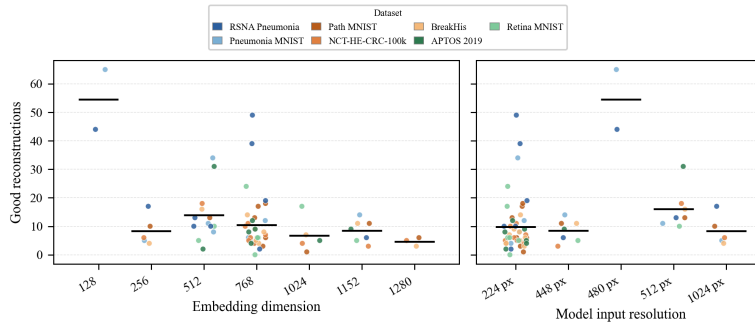 Dataset
RSNA Pneumonia Path MNIST BreakHis Retina MNIST
Pneumonia MNIST NCT-HE-CRC-100k APTOS 2019
Good reconstructions
60
50
40
30
20
10
0
128 256 512 768 1024 1152 1280
Embedding dimension
224 px 448 px 480 px 512 px 1024 px
Model input resolution